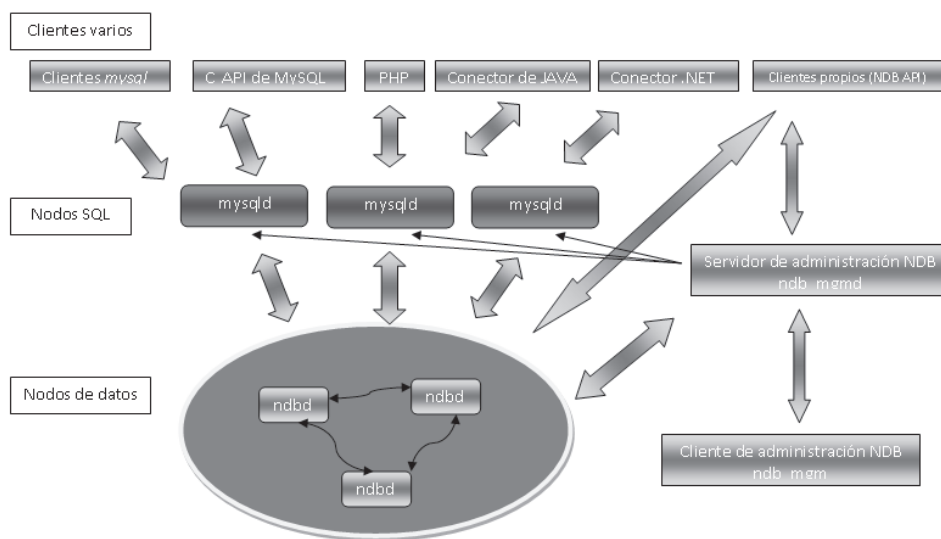 Clientes varios
Clientes mysql
C API de MySQL
PHP
Conector de JAVA
Conector .NET
Clientes propios (NDB API)
Nodos SQL
mysqld
mysqld
mysqld
Servidor de administración NDB
ndb_mgmd
Nodos de datos
ndbd
ndbd
ndbd
Cliente de administración NDB
ndb_mgm